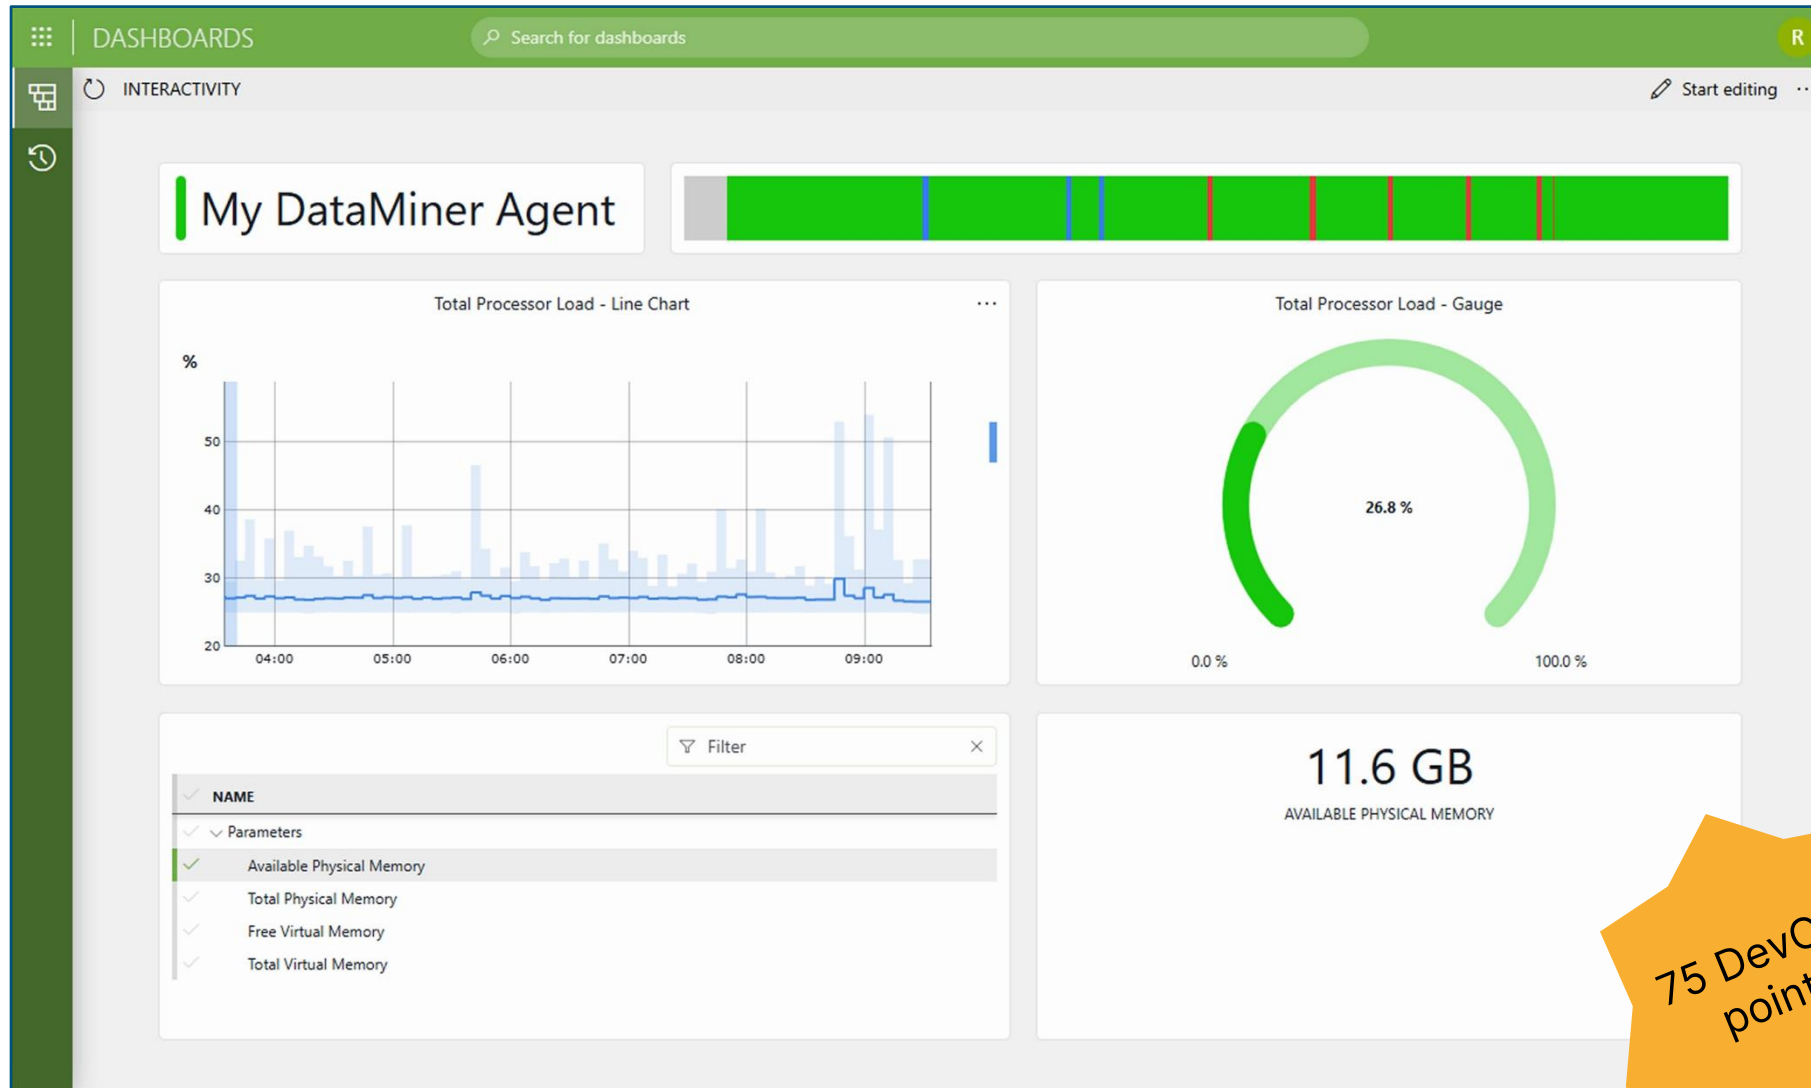 DASHBOARDS
Search for dashboards
R
INTERACTIVITY
Start editing
My DataMiner Agent
Total Processor Load - Line Chart
%
50
40
30
20
04:00 05:00 06:00 07:00 08:00 09:00
Total Processor Load - Gauge
26.8 %
0.0 % 100.0 %
Filter
NAME
Parameters
Available Physical Memory
Total Physical Memory
Free Virtual Memory
Total Virtual Memory
11.6 GB
AVAILABLE PHYSICAL MEMORY
75